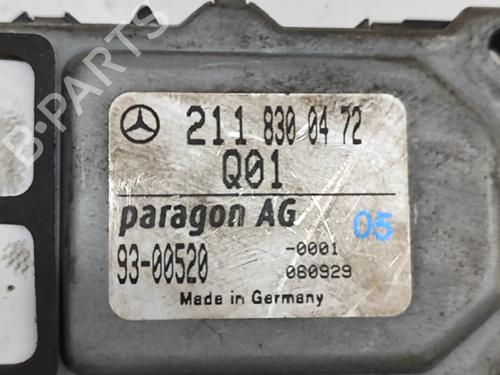 B-PARTS
211 830 04 72
Q01
paragon AG
05
93-00520 -0001
080929
Made in Germany